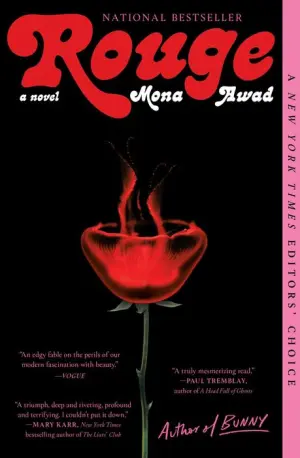 NATIONAL BESTSELLER
Rouge
a novel
Mona Awad
A NEW YORK TIMES EDITORS' CHOICE
"An edgy fable on the perils of our
modern fascination with beauty."
—VOGUE
"A triumph, deep and riveting, profound
and terrifying. I couldn't put it down."
—MARY KARR, New York Times
bestselling author of The Liars' Club
"A truly mesmerizing read."
—PAUL TREMBLAY,
author of A Head Full of Ghosts
Author of BUNNY